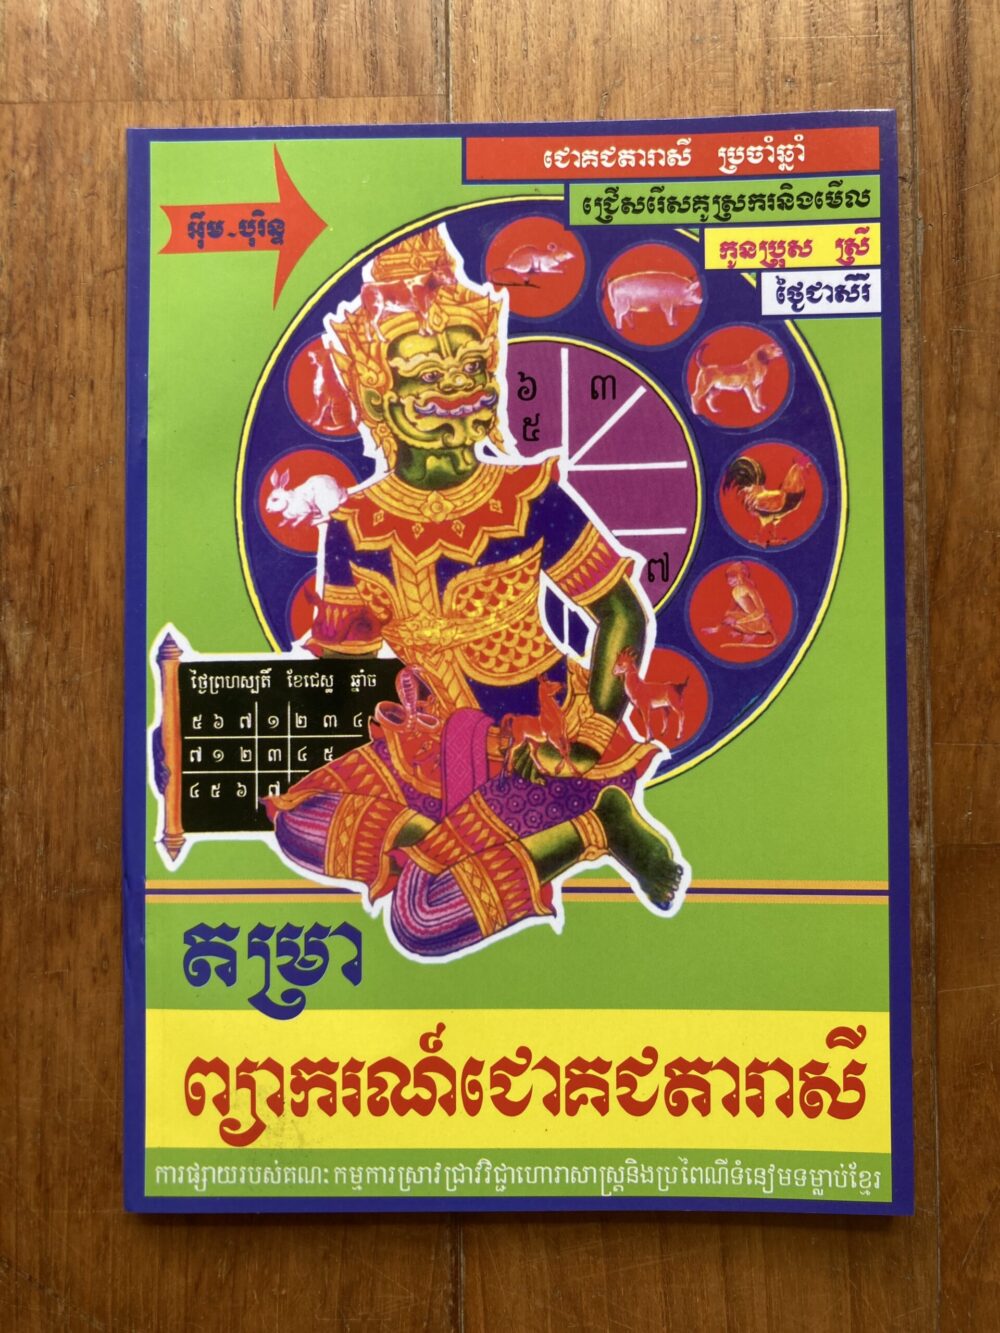 ជោគជតារាសី ប្រចាំឆ្នាំ
ជ្រើសរើសគូស្រករនិងមើល
កូនប្រុស ស្រី
ថ្ងៃជាសិរី
អ៊ឹម-បុរិន្ទ
៦ ៣
៥
៧
ថ្ងៃព្រហស្បតិ៍ ខែជេស្ឋ ឆ្នាំច
៥ ៦ ៧ ១ ២ ៣ ៤
៧ ១ ២ ៣ ៤ ៥
៤ ៥ ៦ ៧
តម្រា
ព្យាករណ៍ជោគជតារាសី
ការផ្សាយរបស់គណៈកម្មការស្រាវជ្រាវវិជ្ជាហោរាសាស្ត្រនិងប្រពៃណីទំនៀមទម្លាប់ខ្មែរ